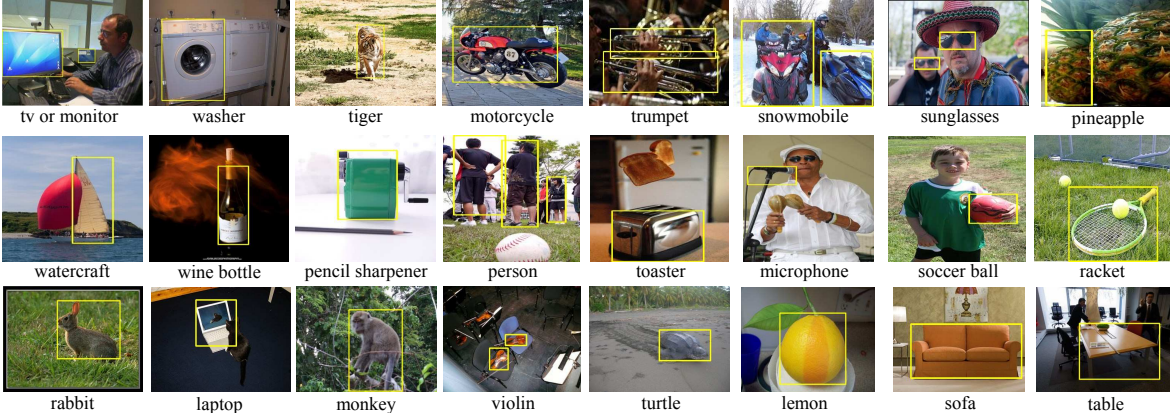 tv or monitor
washer
tiger
motorcycle
trumpet
snowmobile
sunglasses
pineapple
87
watercraft
wine bottle
pencil sharpener
person
toaster
microphone
soccer ball
racket
rabbit
laptop
monkey
violin
turtle
lemon
sofa
table